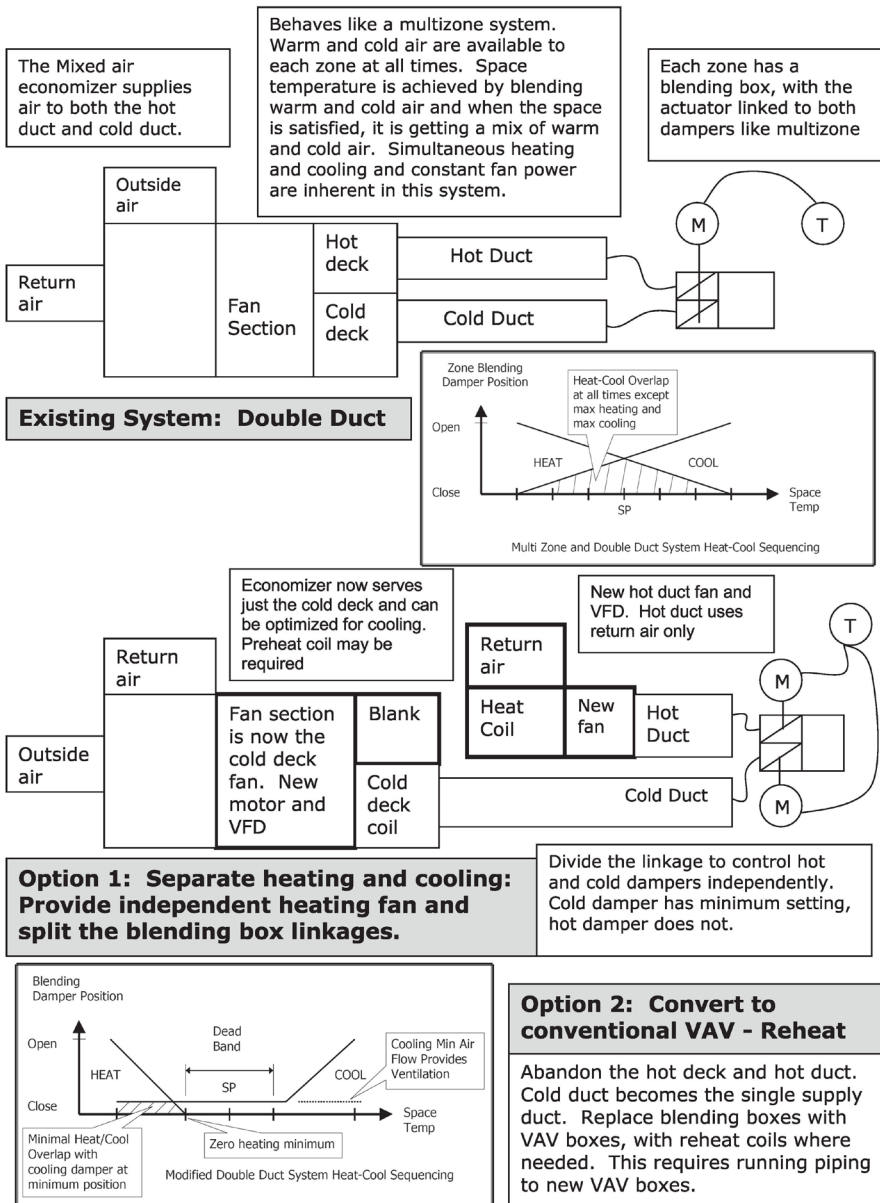 The Mixed air
economizer supplies
air to both the hot
duct and cold duct.
Behaves like a multizone system.
Warm and cold air are available to
each zone at all times.  Space
temperature is achieved by blending
warm and cold air and when the space
is satisfied, it is getting a mix of warm
and cold air.  Simultaneous heating
and cooling and constant fan power
are inherent in this system.
Each zone has a
blending box, with the
actuator linked to both
dampers like multizone
Outside
air
Return
air
Fan
Section
Hot
deck
Cold
deck
Hot Duct
Cold Duct
M
T
Existing System:  Double Duct
Zone Blending
Damper Position
Heat-Cool Overlap
at all times except
max heating and
max cooling
Open
HEAT
COOL
Close
Space
Temp
SP
Multi Zone and Double Duct System Heat-Cool Sequencing
Economizer now serves
just the cold deck and can
be optimized for cooling.
Preheat coil may be
required
New hot duct fan and
VFD.  Hot duct uses
return air only
Return
air
Outside
air
Fan section
is now the
cold deck
fan.  New
motor and
VFD
Blank
Cold
deck
coil
Return
air
Heat
Coil
New
fan
Hot
Duct
Cold Duct
T
M
M
Option 1:  Separate heating and cooling:
Provide independent heating fan and
split the blending box linkages.
Divide the linkage to control hot
and cold dampers independently.
Cold damper has minimum setting,
hot damper does not.
Blending
Damper Position
Open
HEAT
Dead
Band
SP
COOL
Cooling Min Air
Flow Provides
Ventilation
Close
Space
Temp
Minimal Heat/Cool
Overlap with
cooling damper at
minimum position
Zero heating minimum
Modified Double Duct System Heat-Cool Sequencing
Option 2:  Convert to
conventional VAV - Reheat
Abandon the hot deck and hot duct.
Cold duct becomes the single supply
duct.  Replace blending boxes with
VAV boxes, with reheat coils where
needed.  This requires running piping
to new VAV boxes.